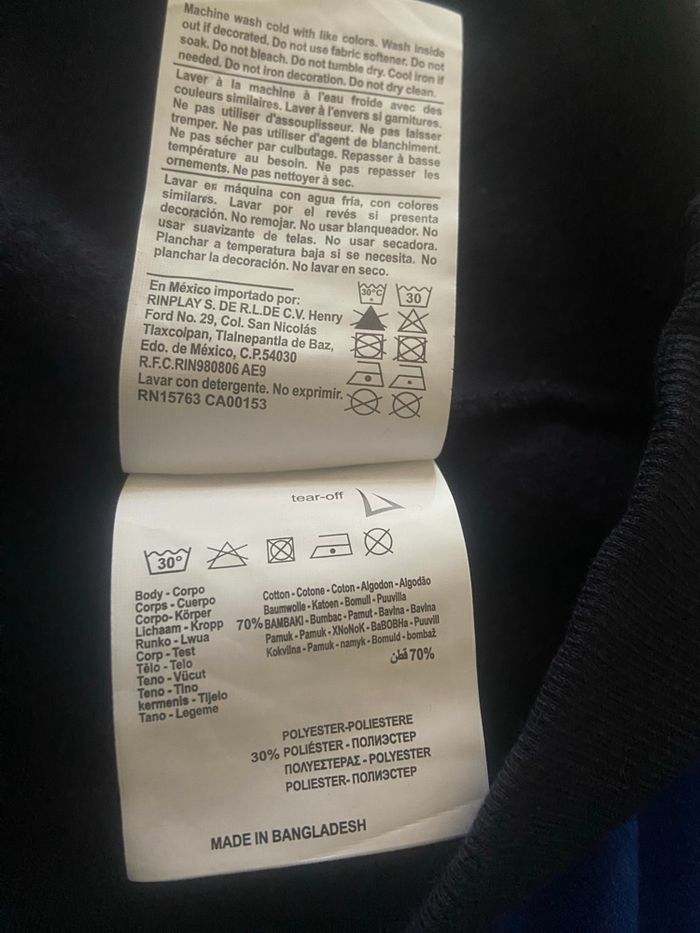 Machine wash cold with like colors. Wash inside
out if decorated. Do not use fabric softener. Do not
soak. Do not bleach. Do not tumble dry. Cool iron if
needed. Do not iron decoration. Do not dry clean.
Laver à la machine à l'eau froide avec des
couleurs similaires. Laver à l'envers si garnitures.
Ne pas utiliser d'assouplisseur. Ne pas laisser
tremper. Ne pas utiliser d'agent de blanchiment.
Ne pas sécher par culbutage. Repasser à basse
température au besoin. Ne pas repasser les
ornements. Ne pas nettoyer à sec.
Lavar en máquina con agua fría, con colores
similares. Lavar por el revés si presenta
decoración. No remojar. No usar blanqueador. No
usar suavizante de telas. No usar secadora.
Planchar a temperatura baja si se necesita. No
planchar la decoración. No lavar en seco.
En México importado por:
RINPLAY S. DE R.L.DE C.V. Henry
Ford No. 29, Col. San Nicolás
Tlaxcolpan, Tlalnepantla de Baz,
Edo. de México, C.P.54030
R.F.C.RIN980806 AE9
Lavar con detergente. No exprimir.
RN15763 CA00153
30°C
30
tear-off
30°
Body - Corpo
Corps - Cuerpo
Corpo- Körper
Lichaam - Kropp
Runko - Lwua
Corp - Test
Tělo - Telo
Teno - Vücut
Teno - Tino
kermenis - Tijelo
Tano - Legeme
Cotton - Cotone - Coton - Algodon - Algodão
Baumwolle - Katoen - Bomull - Puuvilla
70% BAMBAKI - Bumbac - Pamut - Bavlna - Bavlna
Pamuk - Pamuk - XNoNoK - BaBOBHa - Puuvill
Kokvilna - Pamuk - namyk - Bomuld - bombaž
قطن 70%
POLYESTER-POLIESTERE
30% POLIÉSTER - ПОЛИЭСТЕР
ΠΟΛΥΕΣΤΕΡΑΣ - POLYESTER
POLIESTER- ПОЛИЭСТЕР
MADE IN BANGLADESH